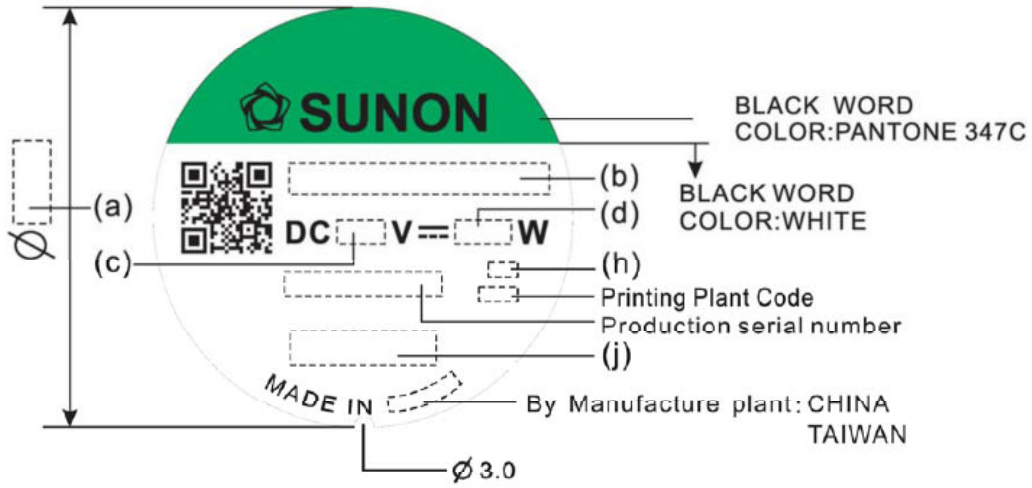 SUNON
BLACK WORD
COLOR:PANTONE 347C
(b)
BLACK WORD
COLOR:WHITE
(a)
Ø
DC V W
(d)
(c)
(h)
Printing Plant Code
Production serial number
(j)
MADE IN
By Manufacture plant: CHINA
TAIWAN
Ø 3.0